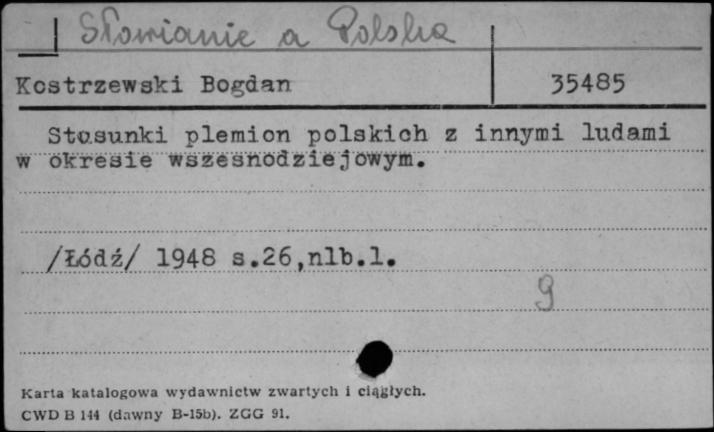 Słowianie a Polska
Kostrzewski Bogdan 35485
Stosunki plemion polskich z innymi ludami
w okresie wszesnodziejowym.
/Łódź/ 1948 s.26,nlb.1.
9
Karta katalogowa wydawnictw zwartych i ciągłych.
CWD B 144 (dawny B-15b). ZGG 91.